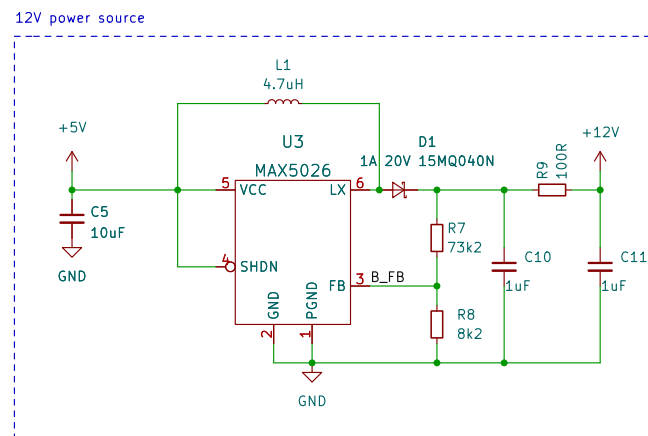 12V power source
L1
4.7uH
+5V
U3
MAX5026
D1
1A 20V 15MQ040N
R9
100R
+12V
5
VCC
LX
6
C5
10uF
GND
4
SHDN
R7
73k2
C10
1uF
C11
1uF
FB
3
B_FB
GND
PGND
2
1
R8
8k2
GND